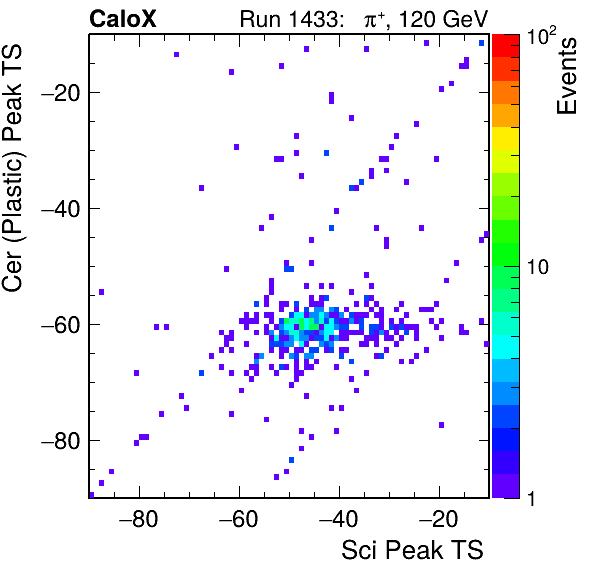 CaloX Run 1433: π⁺, 120 GeV
Cer (Plastic) Peak TS
−20
−40
−60
−80
−80 −60 −40 −20
Sci Peak TS
10²
10
1
Events